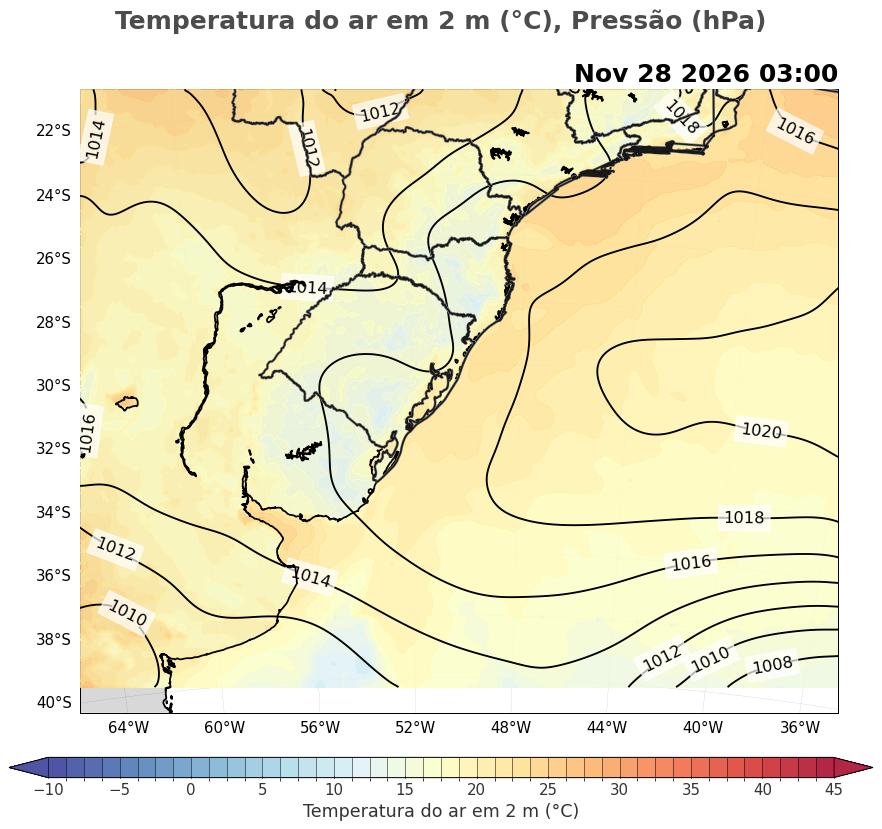 Temperatura do ar em 2 m (°C), Pressão (hPa)
Nov 28 2026 03:00
1012
1018
1016
1014
1012
22°S
24°S
26°S
1014
28°S
30°S
1016
1020
32°S
34°S
1018
1012
1016
1014
36°S
1010
38°S
1012
1010
1008
40°S
64°W 60°W 56°W 52°W 48°W 44°W 40°W 36°W
−10 −5 0 5 10 15 20 25 30 35 40 45
Temperatura do ar em 2 m (°C)